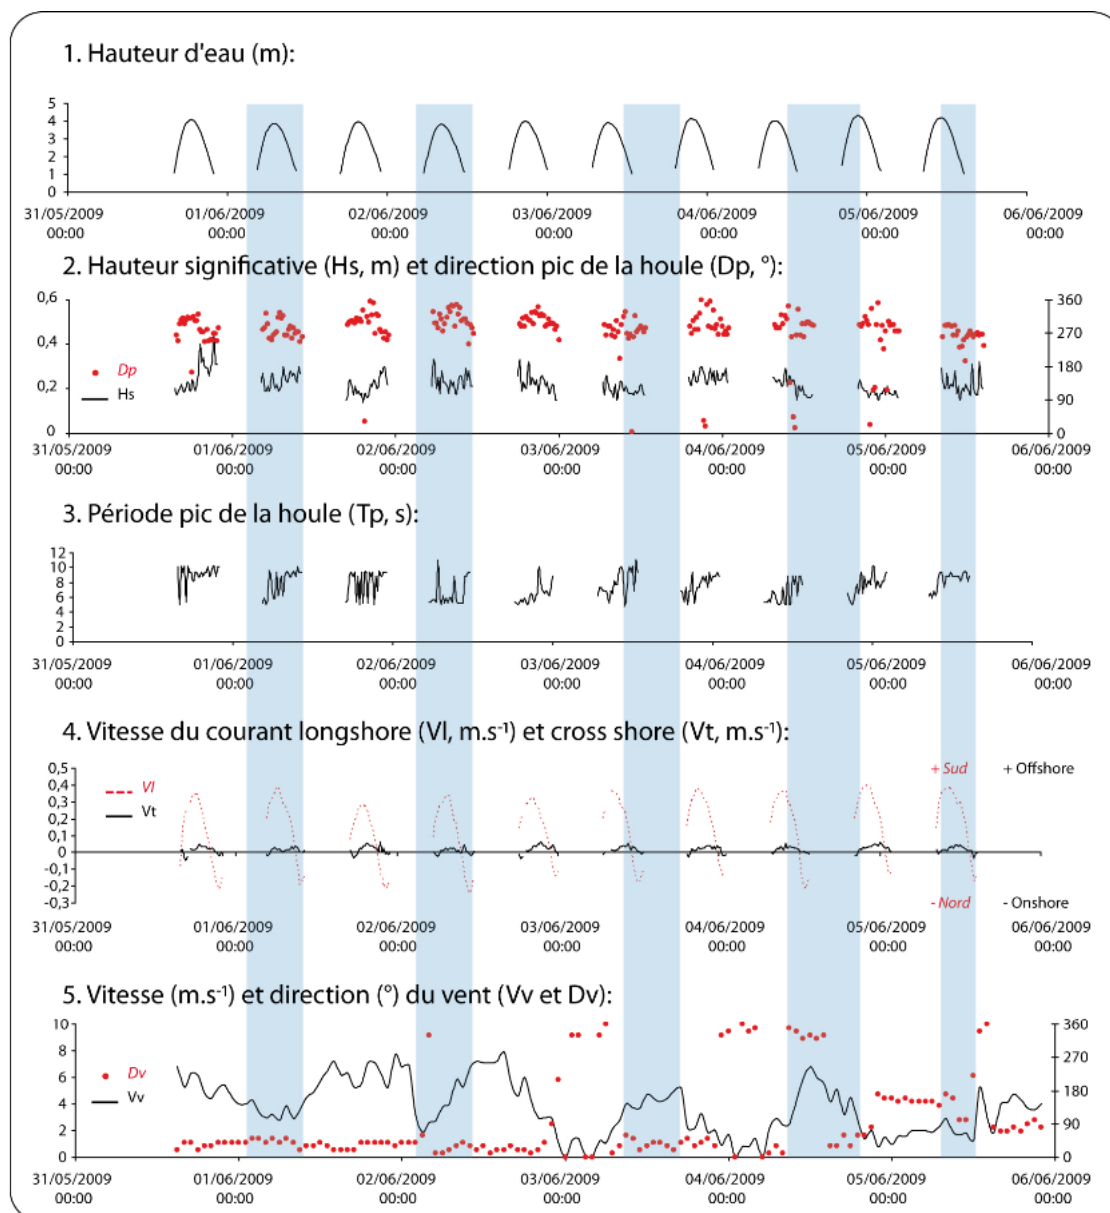 1. Hauteur d'eau (m):
5
4
3
2
1
0
31/05/2009 01/06/2009 02/06/2009 03/06/2009 04/06/2009 05/06/2009 06/06/2009
00:00 00:00 00:00 00:00 00:00 00:00 00:00
2. Hauteur significative (Hs, m) et direction pic de la houle (Dp, °):
0,6 360
270
0,4
Dp 180
Hs
0,2
90
0 0
31/05/2009 01/06/2009 02/06/2009 03/06/2009 04/06/2009 05/06/2009 06/06/2009
00:00 00:00 00:00 00:00 00:00 00:00 00:00
3. Période pic de la houle (Tp, s):
12
10
8
6
4
2
0
31/05/2009 01/06/2009 02/06/2009 03/06/2009 04/06/2009 05/06/2009 06/06/2009
00:00 00:00 00:00 00:00 00:00 00:00 00:00
4. Vitesse du courant longshore (Vl, m.s⁻¹) et cross shore (Vt, m.s⁻¹):
0,5 + Sud + Offshore
0,4 Vl
0,3
0,2 Vt
0,1
0
-0,1
-0,2
-0,3 - Nord - Onshore
31/05/2009 01/06/2009 02/06/2009 03/06/2009 04/06/2009 05/06/2009 06/06/2009
00:00 00:00 00:00 00:00 00:00 00:00 00:00
5. Vitesse (m.s⁻¹) et direction (°) du vent (Vv et Dv):
10 360
8 270
6 Dv 180
4 Vv
2 90
0 0
31/05/2009 01/06/2009 02/06/2009 03/06/2009 04/06/2009 05/06/2009 06/06/2009
00:00 00:00 00:00 00:00 00:00 00:00 00:00